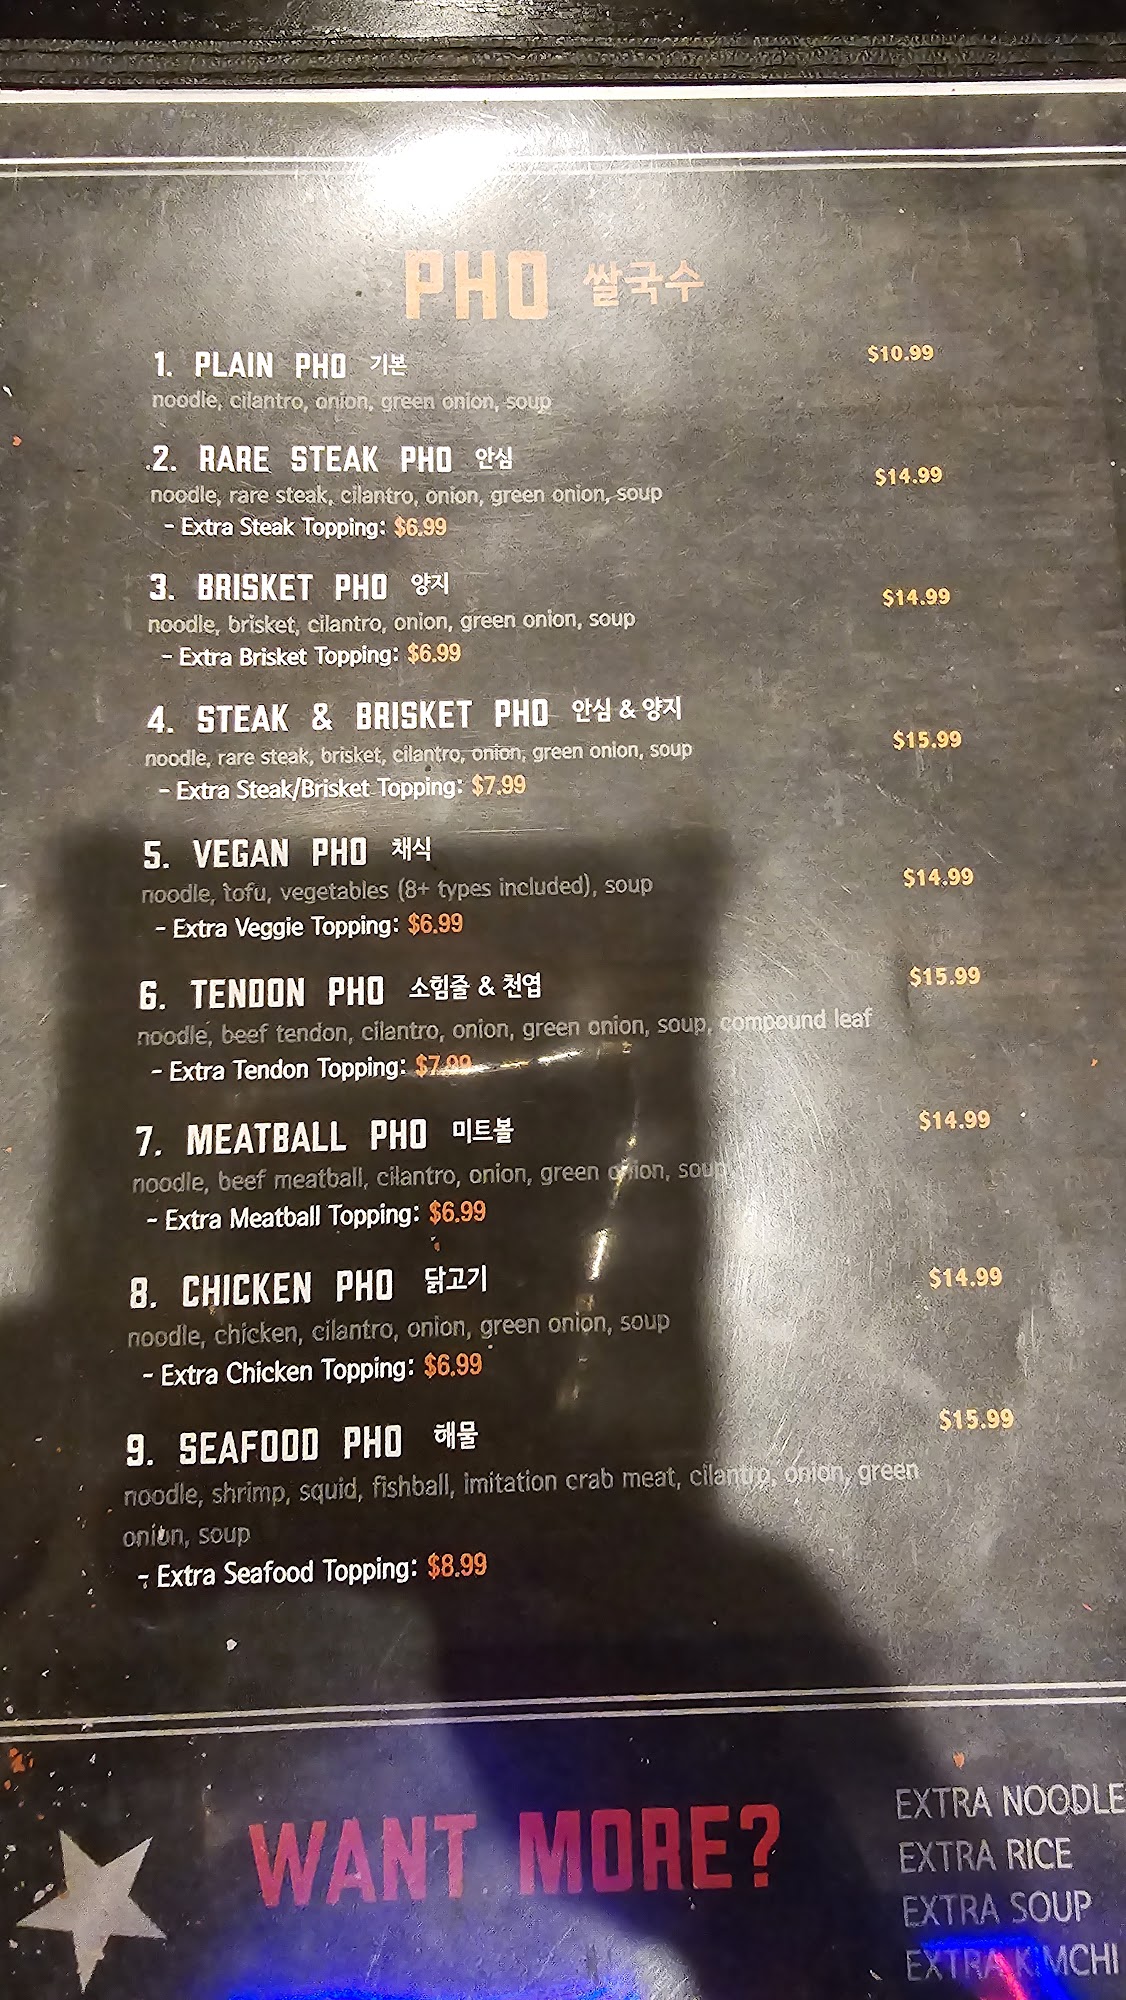 PHO 쌀국수
1. PLAIN PHO 기본 $10.99
noodle, cilantro, onion, green onion, soup
2. RARE STEAK PHO 안심 $14.99
noodle, rare steak, cilantro, onion, green onion, soup
- Extra Steak Topping: $6.99
3. BRISKET PHO 양지 $14.99
noodle, brisket, cilantro, onion, green onion, soup
- Extra Brisket Topping: $6.99
4. STEAK & BRISKET PHO 안심 & 양지 $15.99
noodle, rare steak, brisket, cilantro, onion, green onion, soup
- Extra Steak/Brisket Topping: $7.99
5. VEGAN PHO 채식 $14.99
noodle, tofu, vegetables (8+ types included), soup
- Extra Veggie Topping: $6.99
6. TENDON PHO 소힘줄 & 천엽 $15.99
noodle, beef tendon, cilantro, onion, green onion, soup, compound leaf
- Extra Tendon Topping: $7.99
7. MEATBALL PHO 미트볼 $14.99
noodle, beef meatball, cilantro, onion, green onion, soup
- Extra Meatball Topping: $6.99
8. CHICKEN PHO 닭고기 $14.99
noodle, chicken, cilantro, onion, green onion, soup
- Extra Chicken Topping: $6.99
9. SEAFOOD PHO 해물 $15.99
noodle, shrimp, squid, fishball, imitation crab meat, cilantro, onion, green
onion, soup
- Extra Seafood Topping: $8.99
WANT MORE?
EXTRA NOODLE
EXTRA RICE
EXTRA SOUP
EXTRA KIMCHI